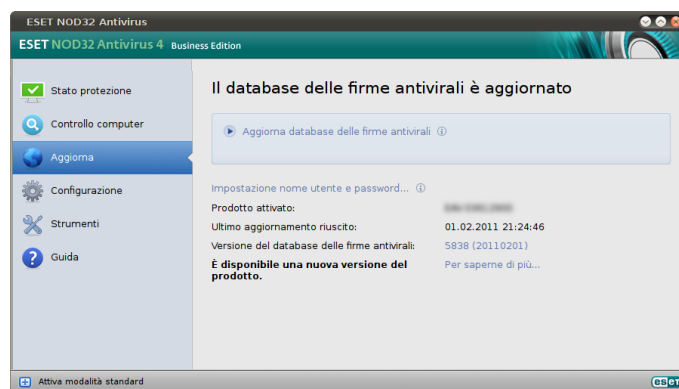 ESET NOD32 Antivirus
ESET NOD32 Antivirus 4 Business Edition
Stato protezione
Controllo computer
Aggiorna
Configurazione
Strumenti
Guida
Il database delle firme antivirali è aggiornato
Aggiorna database delle firme antivirali
Impostazione nome utente e password...
Prodotto attivato:
Ultimo aggiornamento riuscito: 01.02.2011 21:24:46
Versione del database delle firme antivirali: 5838 (20110201)
È disponibile una nuova versione del Per saperne di più...
prodotto.
Attiva modalità standard
eset